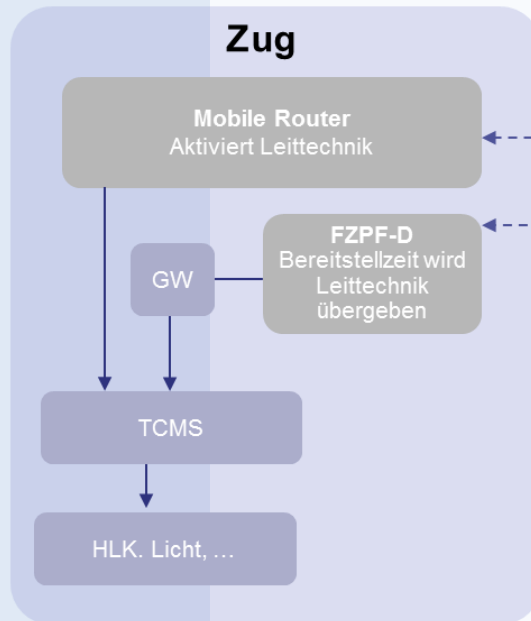 Zug
Mobile Router
Aktiviert Leittechnik
FZPF-D
Bereitstellzeit wird
Leittechnik
übergeben
GW
TCMS
HLK. Licht, ...